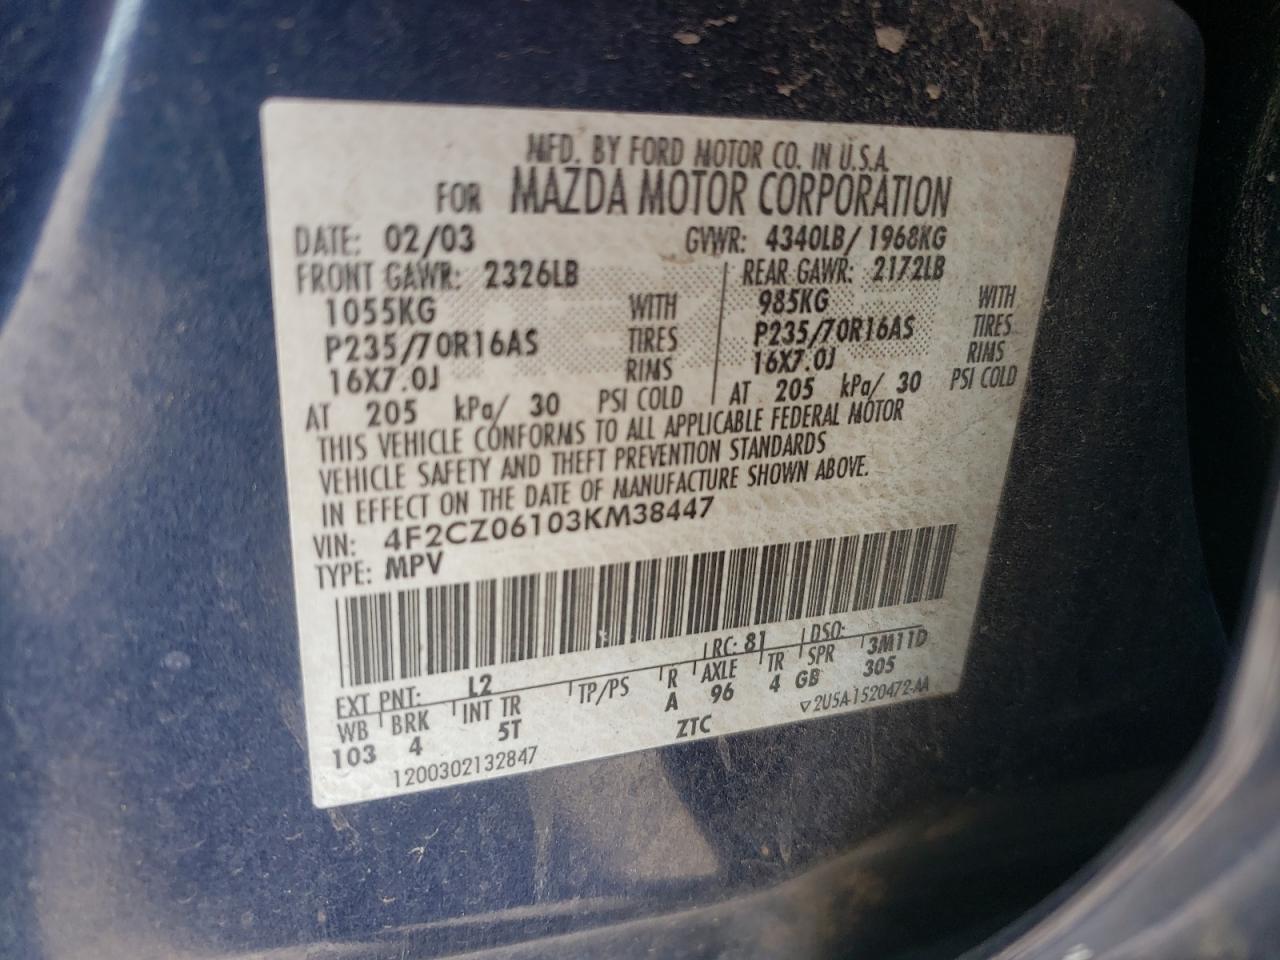 MFD. BY FORD MOTOR CO. IN U.S.A.
FOR MAZDA MOTOR CORPORATION
DATE: 02/03 GVWR: 4340LB/ 1968KG
FRONT GAWR: 2326LB REAR GAWR: 2172LB
1055KG WITH 985KG WITH
P235/70R16AS TIRES P235/70R16AS TIRES
16X7.0J RIMS 16X7.0J RIMS
AT 205 kPa/ 30 PSI COLD AT 205 kPa/ 30 PSI COLD
THIS VEHICLE CONFORMS TO ALL APPLICABLE FEDERAL MOTOR
VEHICLE SAFETY AND THEFT PREVENTION STANDARDS
IN EFFECT ON THE DATE OF MANUFACTURE SHOWN ABOVE.
VIN: 4F2CZ06103KM38447
TYPE: MPV
EXT PNT: L2 RC: 81 DSO:
WB BRK INT TR TP/PS R AXLE TR SPR 3M11D
103 4 5T A 96 4 GB 305
1200302132847 ZTC ▽2U5A-1520472-AA